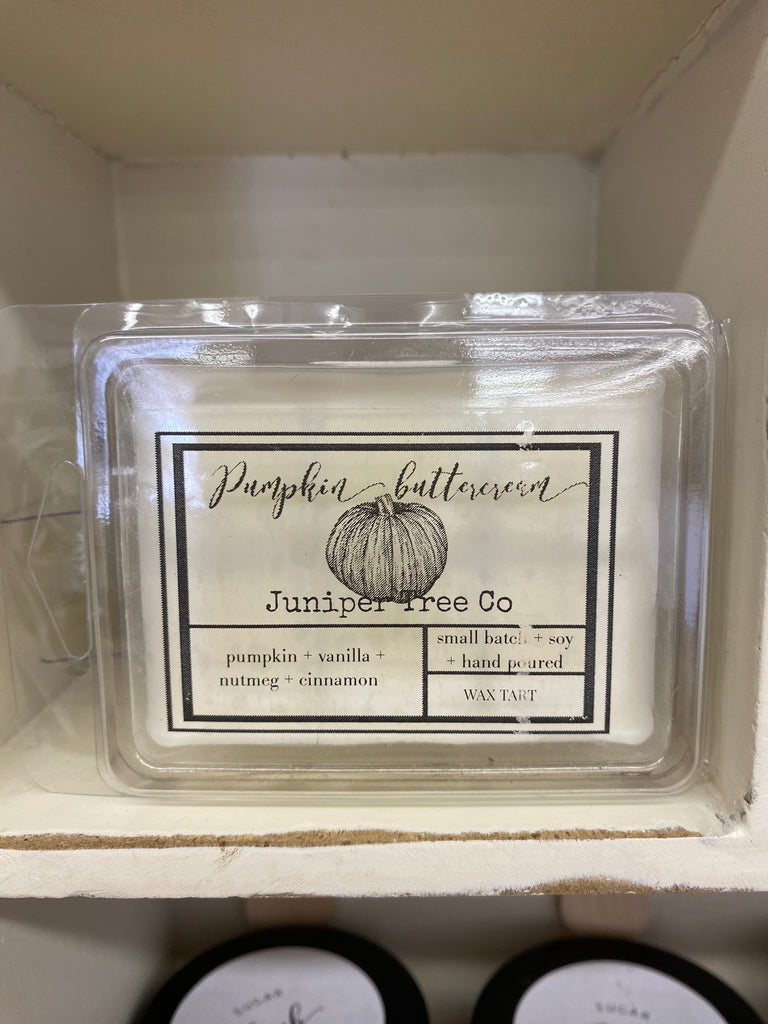 Pumpkin buttercream
Juniper Tree Co
pumpkin + vanilla +
nutmeg + cinnamon
small batch + soy
+ hand poured
WAX TART
SUGAR
SUGAR